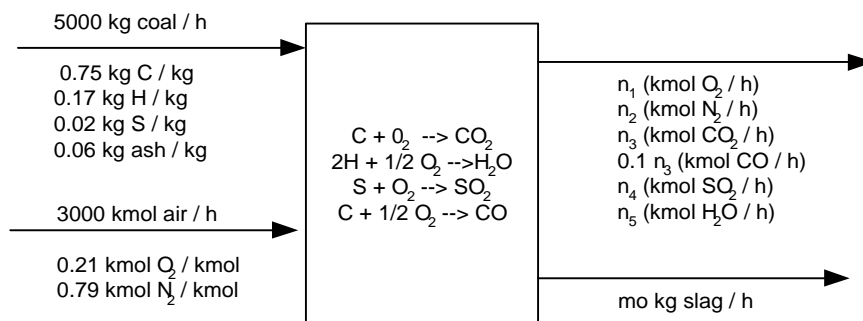 5000 kg coal / h
0.75 kg C / kg
0.17 kg H / kg
0.02 kg S / kg
0.06 kg ash / kg
3000 kmol air / h
0.21 kmol O2 / kmol
0.79 kmol N2 / kmol
C + 02 --> CO2
2H + 1/2 O2 -->H2O
S + O2 --> SO2
C + 1/2 O2 --> CO
n1 (kmol O2 / h)
n2 (kmol N2 / h)
n3 (kmol CO2 / h)
0.1 n3 (kmol CO / h)
n4 (kmol SO2 / h)
n5 (kmol H2O / h)
mo kg slag / h